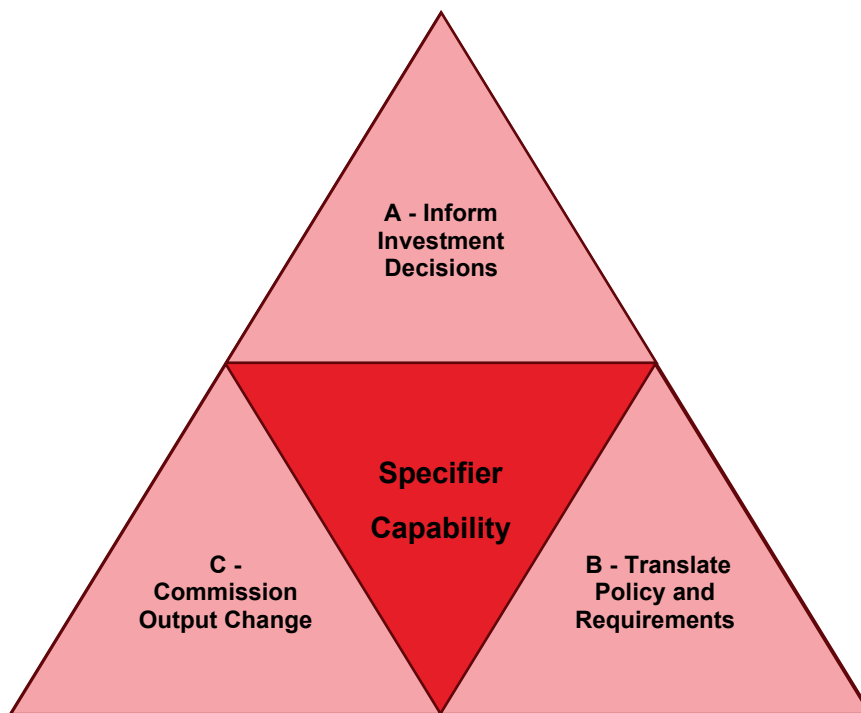 A - Inform
Investment
Decisions
Specifier
Capability
C -
Commission
Output Change
B - Translate
Policy and
Requirements